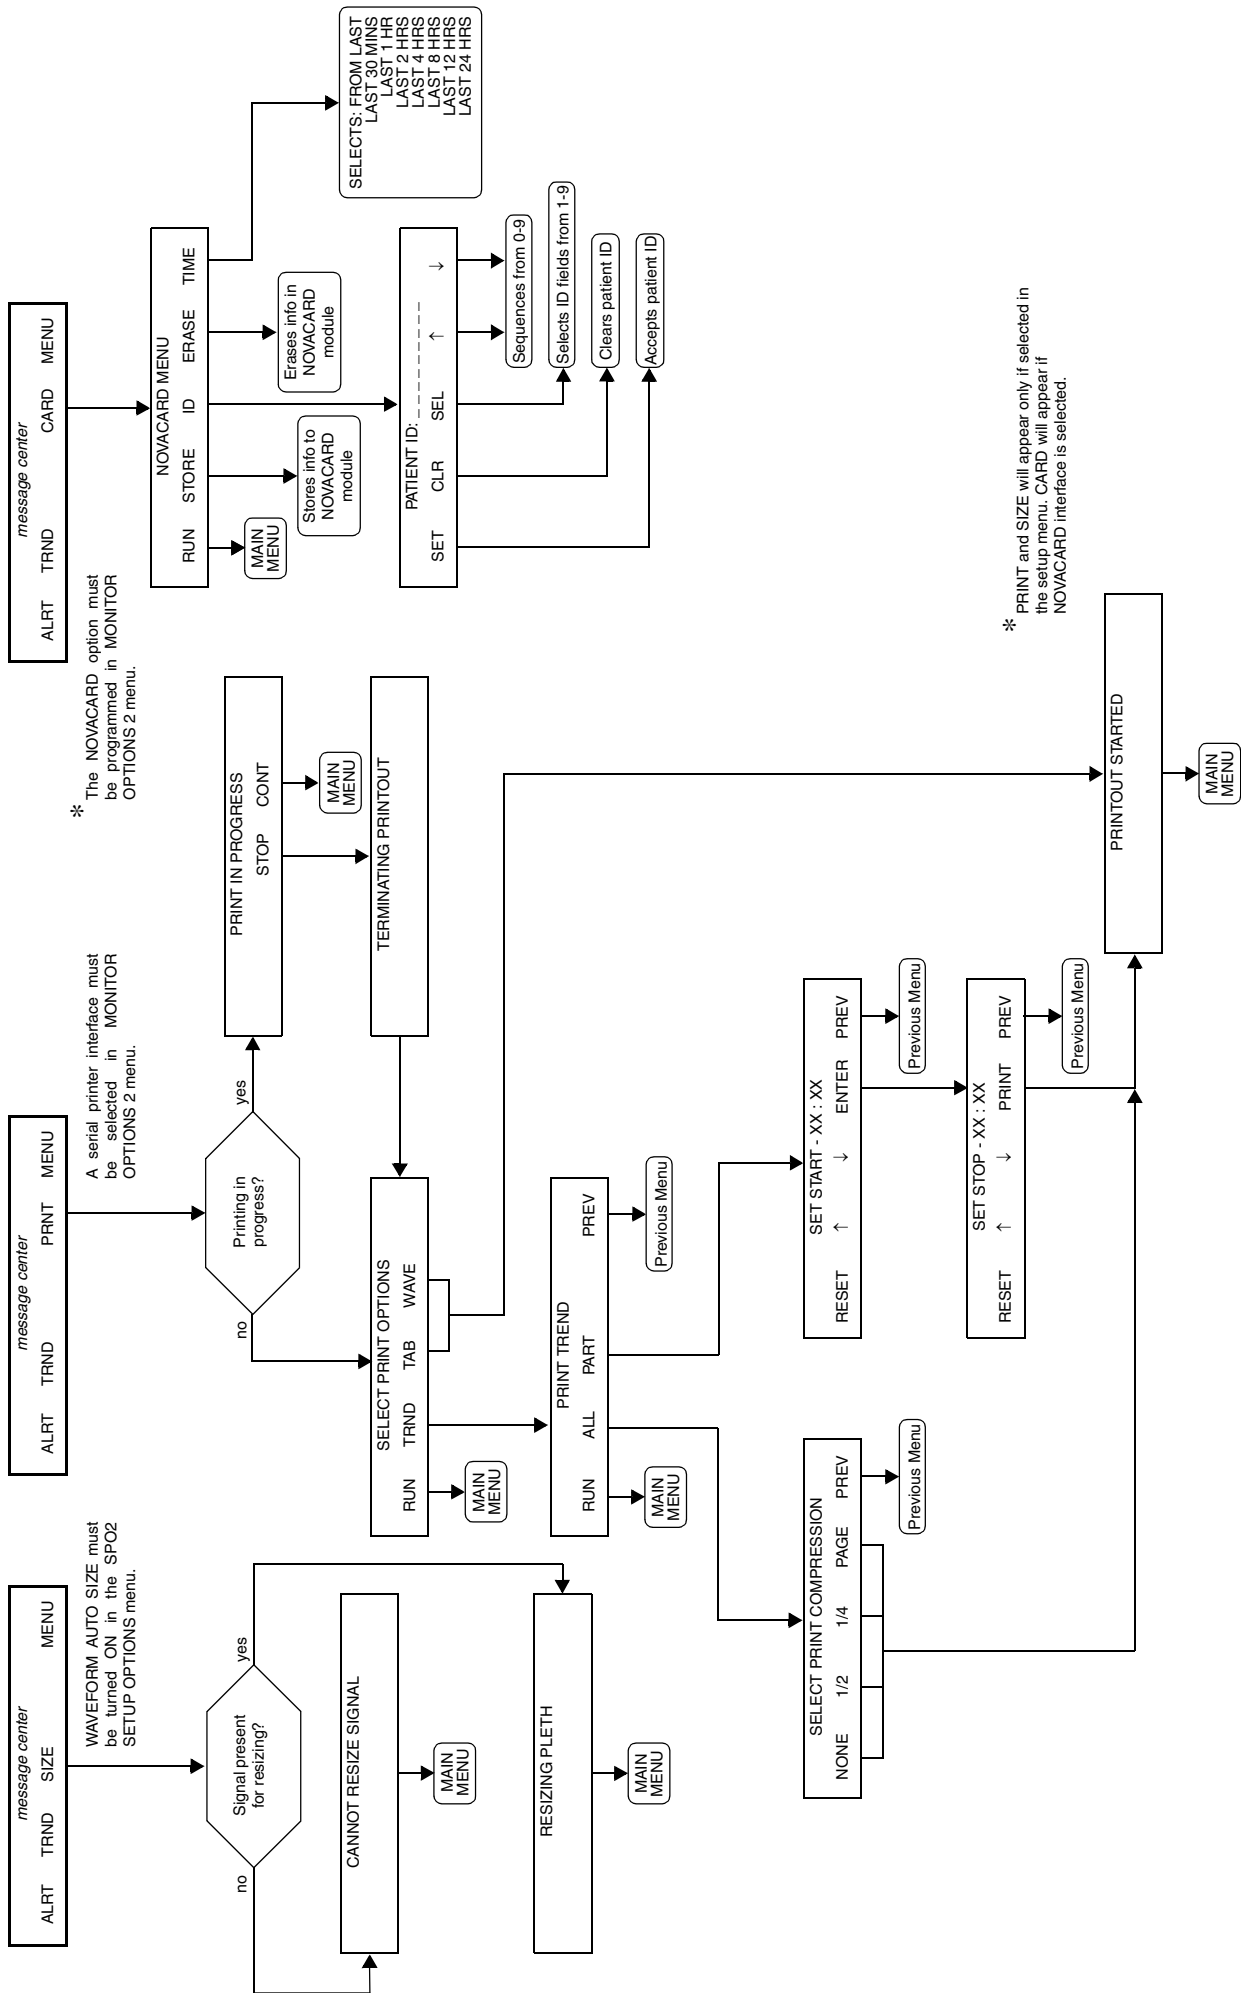 message center
ALRT TRND SIZE MENU
WAVEFORM AUTO SIZE must
be turned ON in the SPO2
SETUP OPTIONS menu.
Signal present
for resizing?
no
yes
CANNOT RESIZE SIGNAL
MAIN
MENU
RESIZING PLETH
MAIN
MENU
message center
ALRT TRND PRNT MENU
A serial printer interface must
be selected in MONITOR
OPTIONS 2 menu.
Printing in
progress?
no
yes
PRINT IN PROGRESS
STOP CONT
MAIN
MENU
TERMINATING PRINTOUT
SELECT PRINT OPTIONS
RUN TRND TAB WAVE
MAIN
MENU
PRINT TREND
RUN ALL PART PREV
MAIN
MENU
Previous Menu
SELECT PRINT COMPRESSION
NONE 1/2 1/4 PAGE PREV
Previous Menu
SET START - XX : XX
RESET ↑ ↓ ENTER PREV
Previous Menu
SET STOP - XX : XX
RESET ↑ ↓ PRINT PREV
Previous Menu
PRINTOUT STARTED
MAIN
MENU
message center
ALRT TRND CARD MENU
* The NOVACARD option must
be programmed in MONITOR
OPTIONS 2 menu.
NOVACARD MENU
RUN STORE ID ERASE TIME
MAIN
MENU
Stores info to
NOVACARD
module
Erases info in
NOVACARD
module
SELECTS: FROM LAST
LAST 30 MINS
LAST 1 HR
LAST 2 HRS
LAST 4 HRS
LAST 8 HRS
LAST 12 HRS
LAST 24 HRS
PATIENT ID: _ _ _ _ _ _ _ _ _
SET CLR SEL ↑ ↓
Sequences from 0-9
Selects ID fields from 1-9
Clears patient ID
Accepts patient ID
* PRINT and SIZE will appear only if selected in
the setup menu. CARD will appear if
NOVACARD interface is selected.